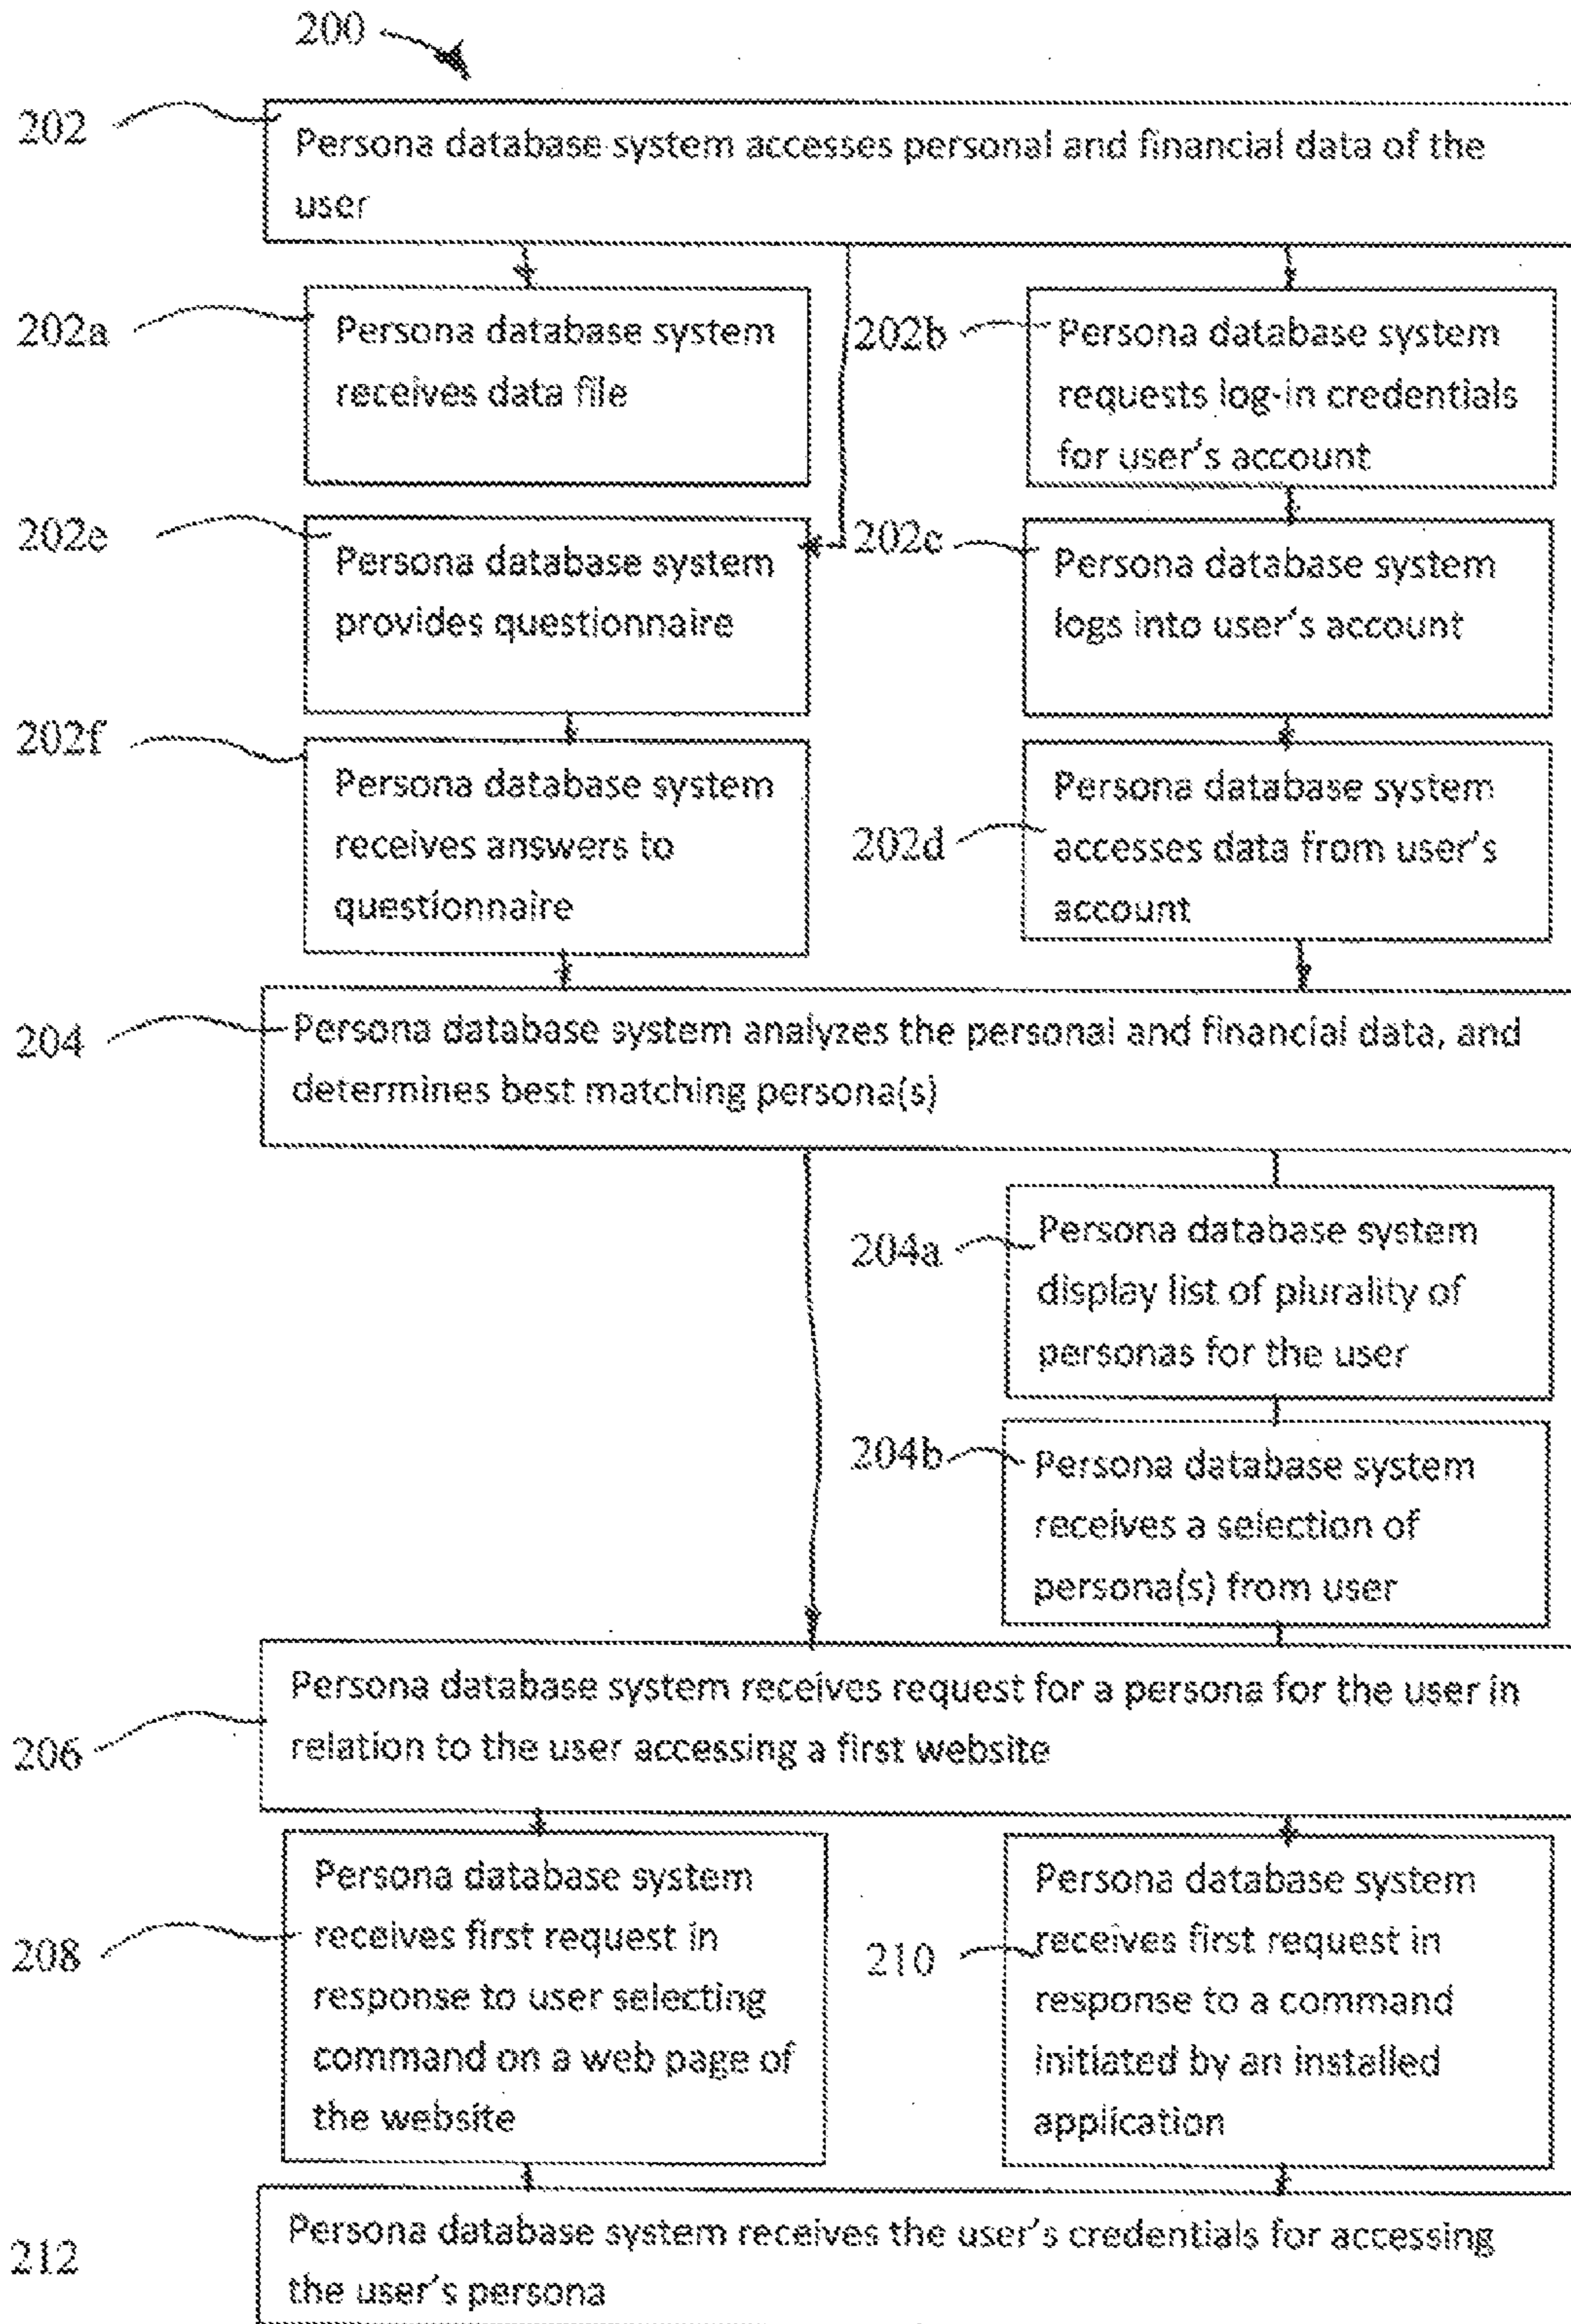 200
202
Persona database system accesses personal and financial data of the
user
202a
Persona database system
receives data file
202b
Persona database system
requests log-in credentials
for user's account
202e
Persona database system
provides questionnaire
202c
Persona database system
logs into user's account
202f
Persona database system
receives answers to
questionnaire
202d
Persona database system
accesses data from user's
account
204
Persona database system analyzes the personal and financial data, and
determines best matching persona(s)
204a
Persona database system
display list of plurality of
personas for the user
204b
Persona database system
receives a selection of
persona(s) from user
206
Persona database system receives request for a persona for the user in
relation to the user accessing a first website
208
Persona database system
receives first request in
response to user selecting
command on a web page of
the website
210
Persona database system
receives first request in
response to a command
initiated by an installed
application
212
Persona database system receives the user's credentials for accessing
the user's persona